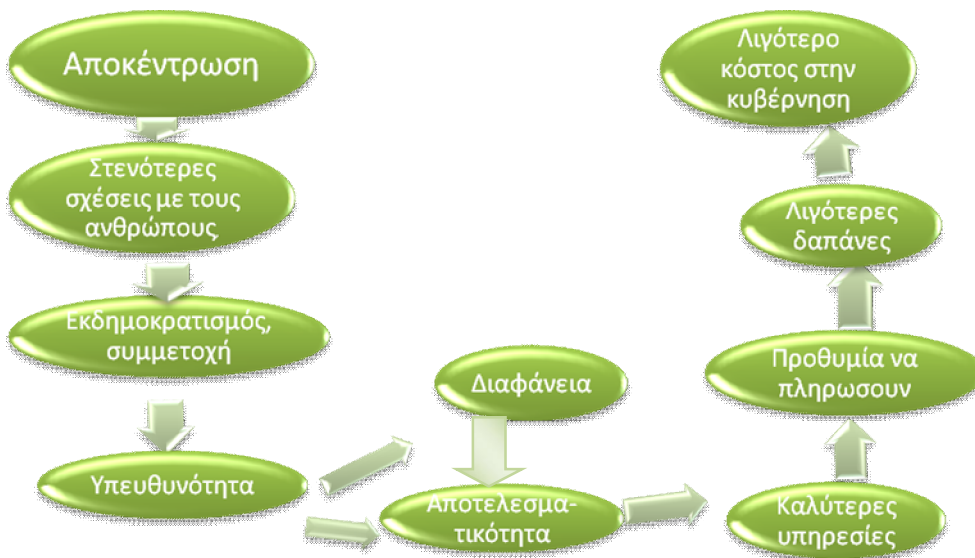 Αποκέντρωση
Στενότερες
σχέσεις με τους
ανθρώπους
Εκδημοκρατισμός,
συμμετοχή
Υπευθυνότητα
Διαφάνεια
Αποτελεσμα-
τικότητα
Καλύτερες
υπηρεσίες
Προθυμία να
πληρωσουν
Λιγότερες
δαπάνες
Λιγότερο
κόστος στην
κυβέρνηση